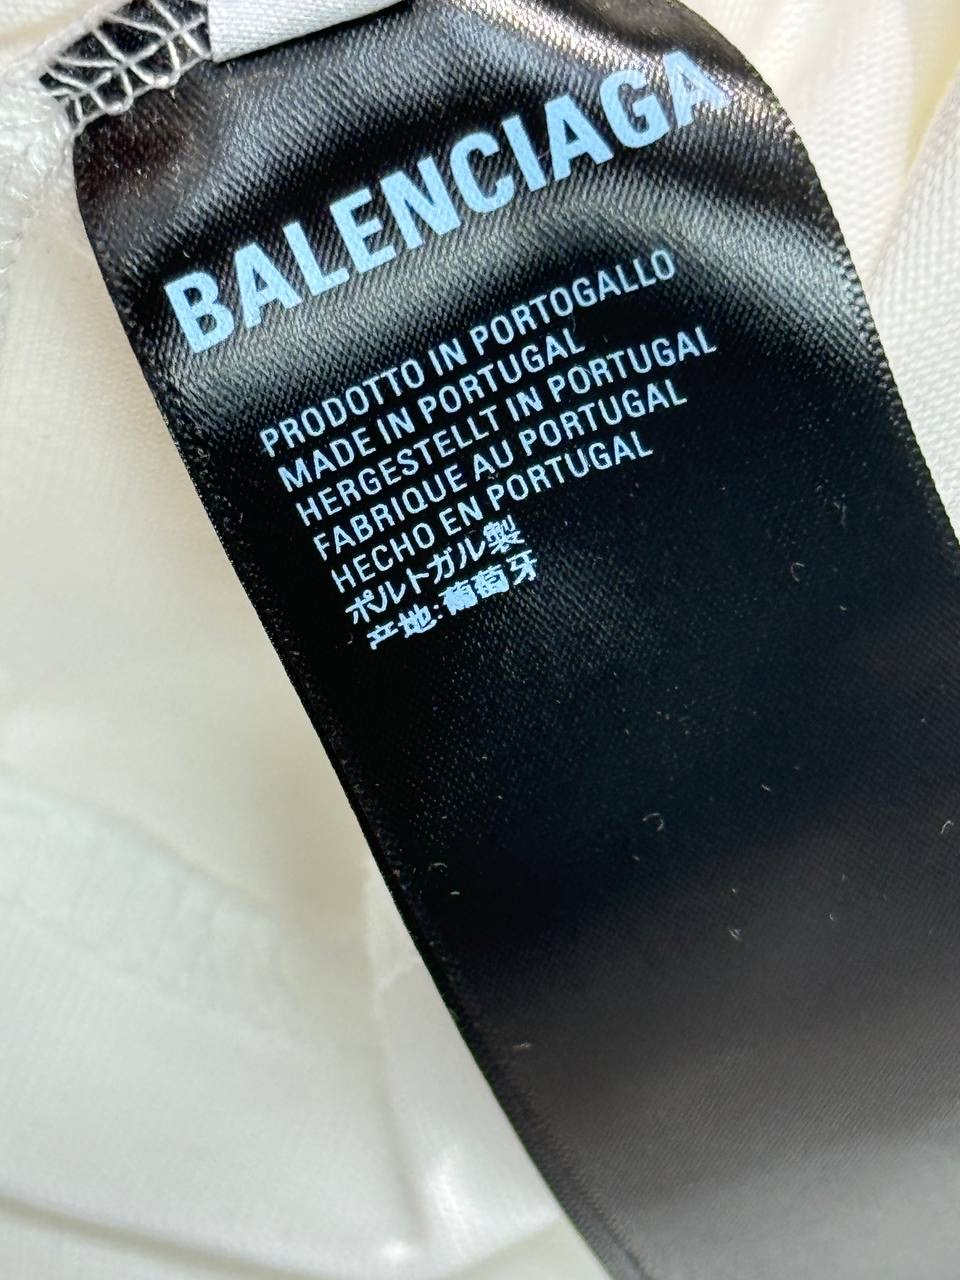 BALENCIAGA
PRODOTTO IN PORTOGALLO
MADE IN PORTUGAL
HERGESTELLT IN PORTUGAL
FABRIQUE AU PORTUGAL
HECHO EN PORTUGAL
ポルトガル製
产地:葡萄牙